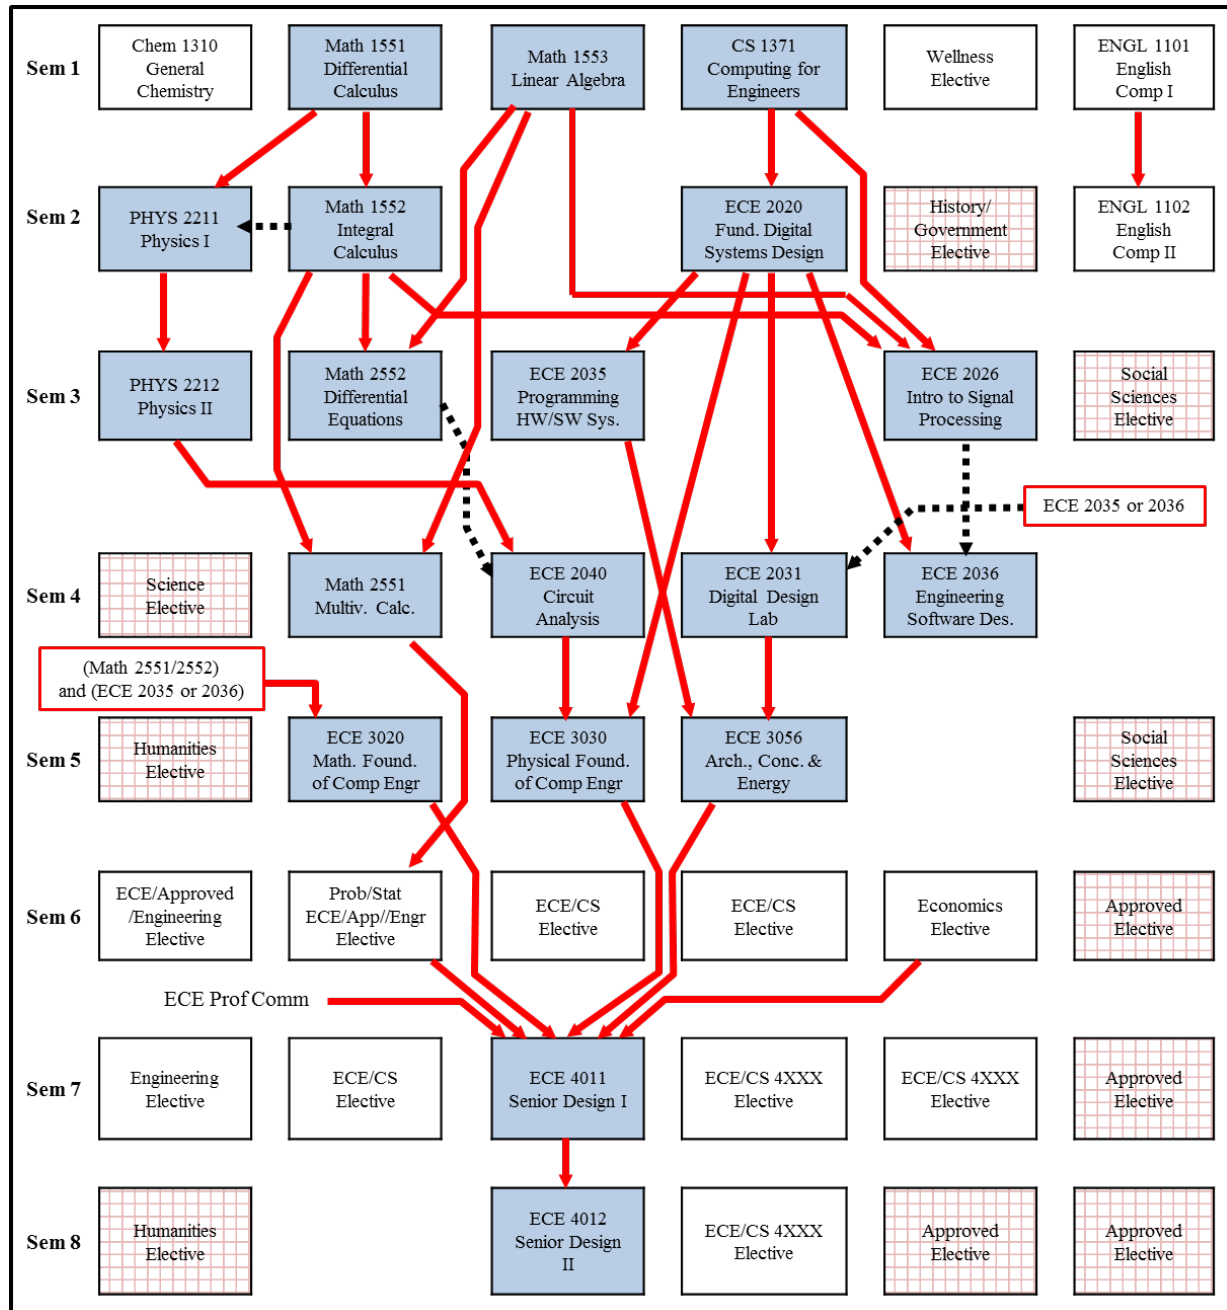 Sem 1
Chem 1310
General
Chemistry
Math 1551
Differential
Calculus
Math 1553
Linear Algebra
CS 1371
Computing for
Engineers
Wellness
Elective
ENGL 1101
English
Comp I
Sem 2
PHYS 2211
Physics I
Math 1552
Integral
Calculus
ECE 2020
Fund. Digital
Systems Design
History/
Government
Elective
ENGL 1102
English
Comp II
Sem 3
PHYS 2212
Physics II
Math 2552
Differential
Equations
ECE 2035
Programming
HW/SW Sys.
ECE 2026
Intro to Signal
Processing
Social
Sciences
Elective
ECE 2035 or 2036
Sem 4
Science
Elective
Math 2551
Multiv. Calc.
ECE 2040
Circuit
Analysis
ECE 2031
Digital Design
Lab
ECE 2036
Engineering
Software Des.
(Math 2551/2552)
and (ECE 2035 or 2036)
Sem 5
Humanities
Elective
ECE 3020
Math. Found.
of Comp Engr
ECE 3030
Physical Found.
of Comp Engr
ECE 3056
Arch., Conc. &
Energy
Social
Sciences
Elective
Sem 6
ECE/Approved
/Engineering
Elective
Prob/Stat
ECE/App//Engr
Elective
ECE/CS
Elective
ECE/CS
Elective
Economics
Elective
Approved
Elective
ECE Prof Comm
Sem 7
Engineering
Elective
ECE/CS
Elective
ECE 4011
Senior Design I
ECE/CS 4XXX
Elective
ECE/CS 4XXX
Elective
Approved
Elective
Sem 8
Humanities
Elective
ECE 4012
Senior Design
II
ECE/CS 4XXX
Elective
Approved
Elective
Approved
Elective